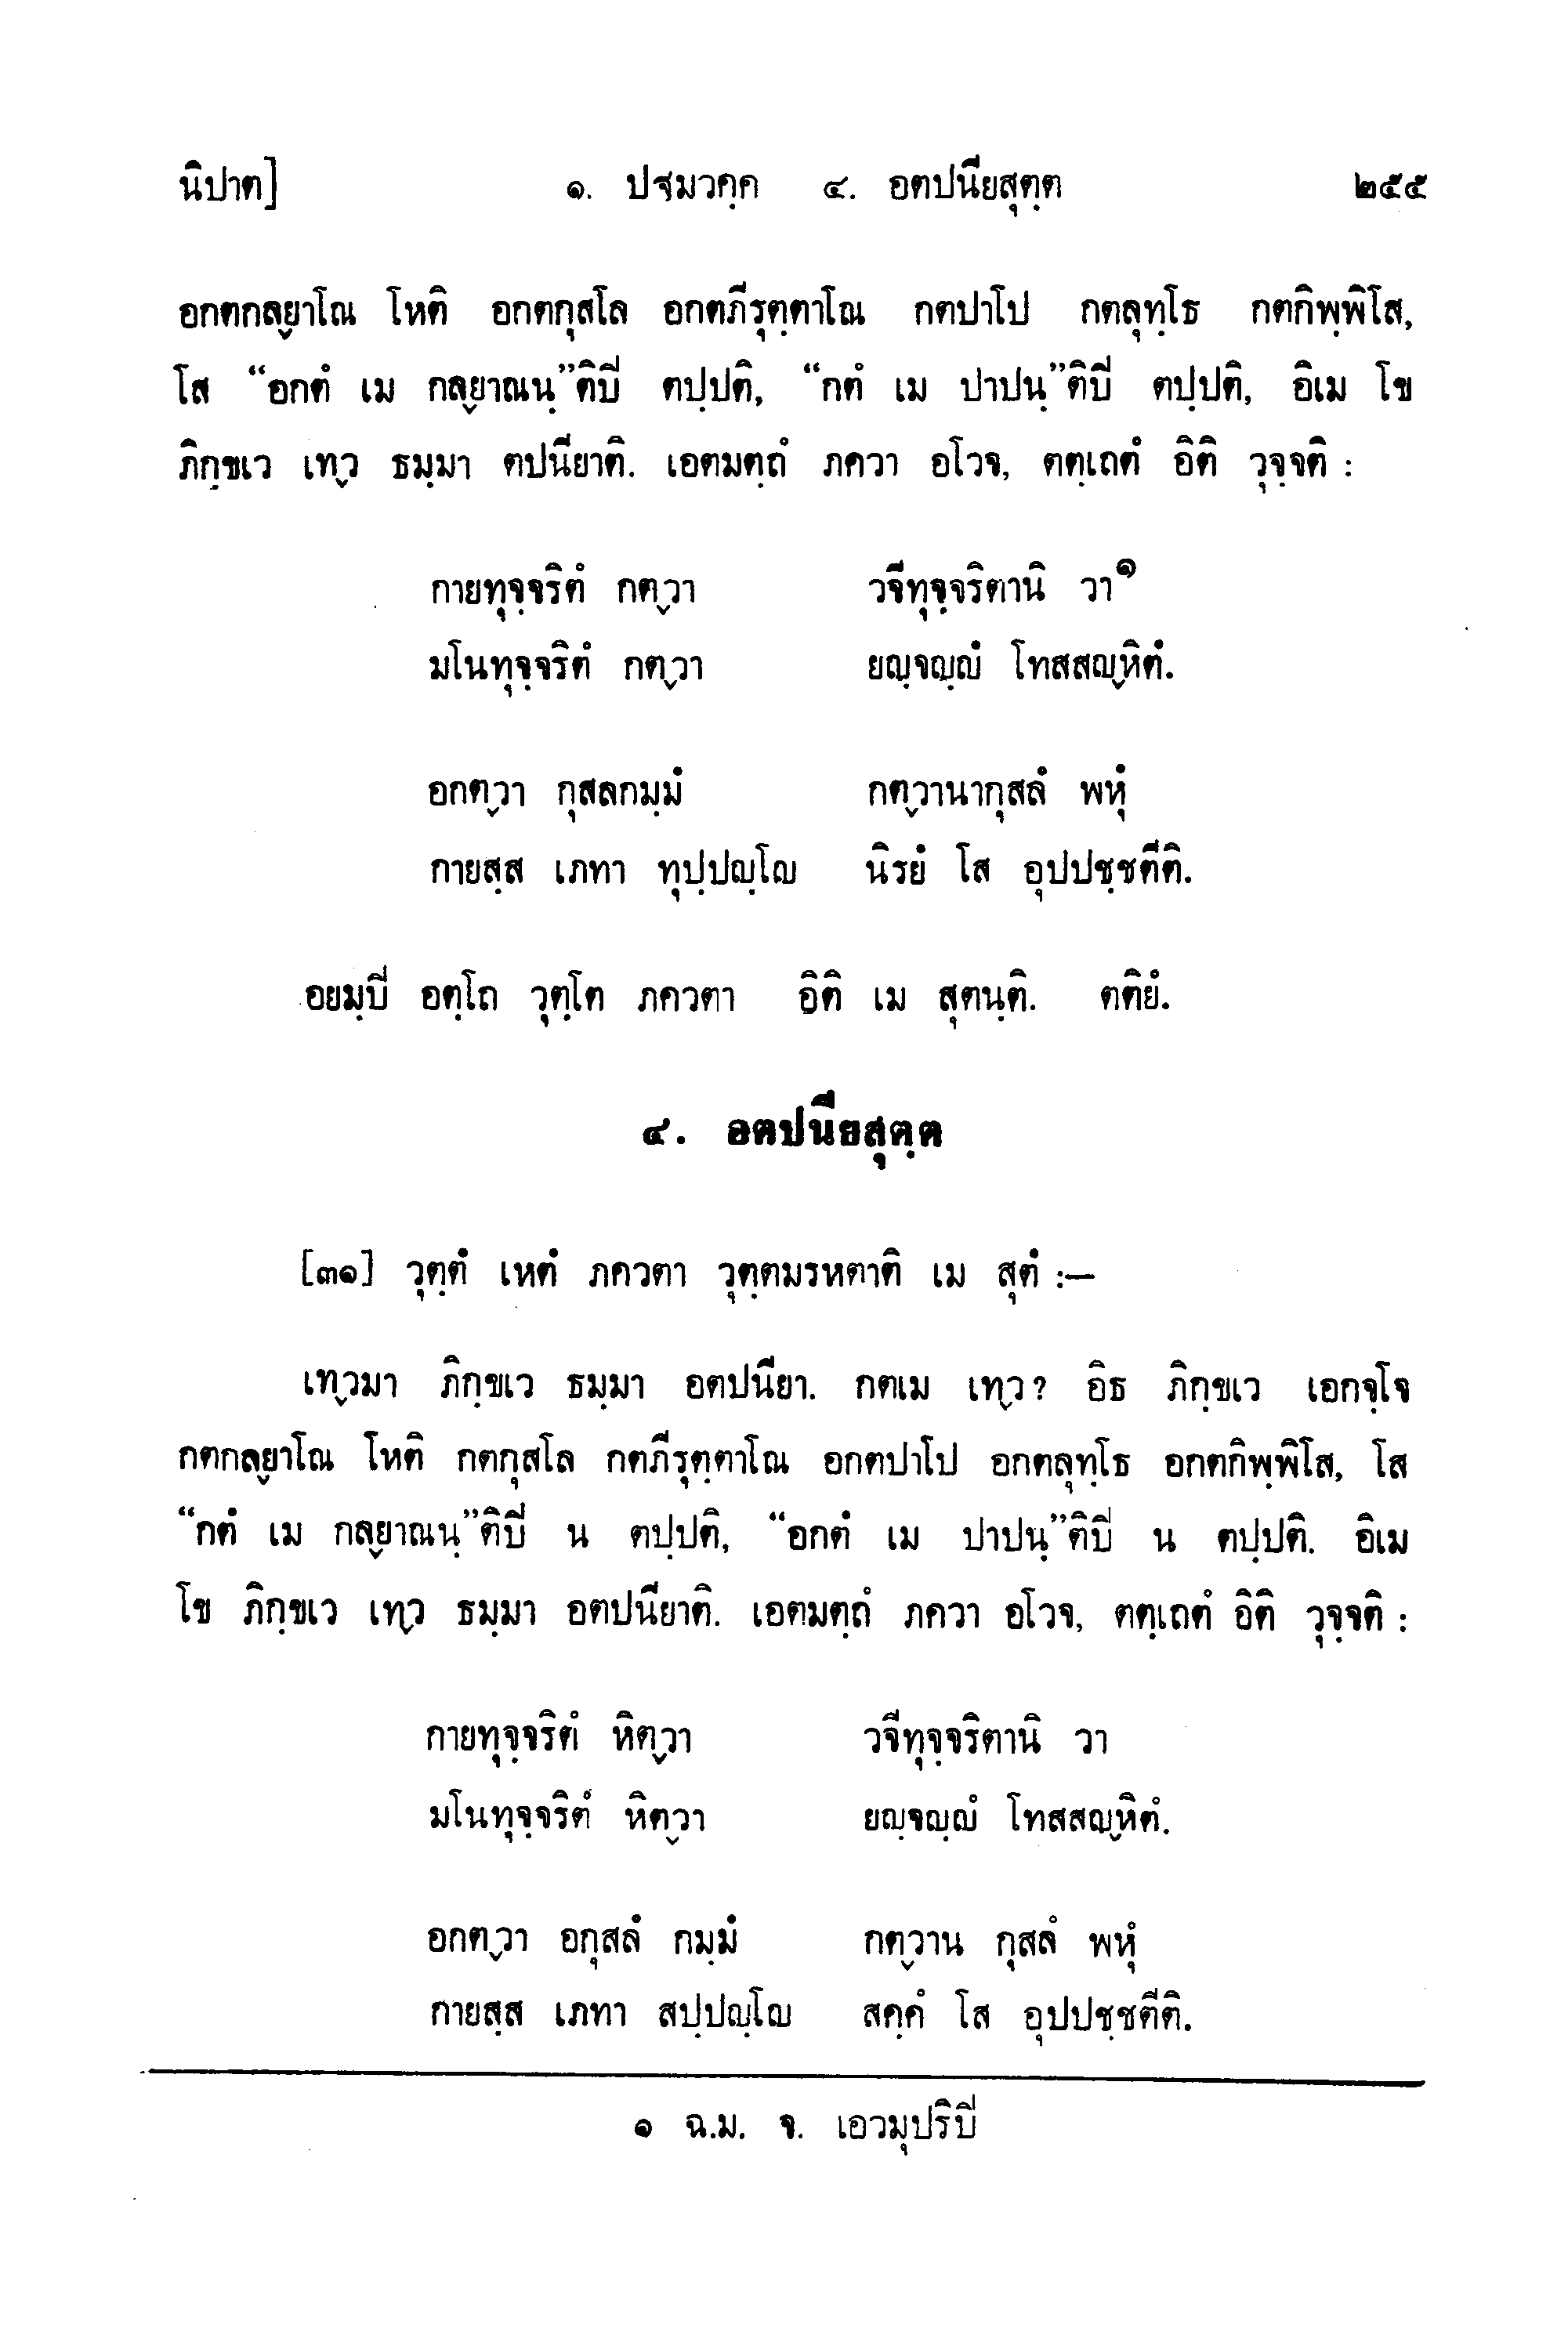 นิปาต] ๑. ปฐมวคฺค ๔. อตปนียสุตฺต ๒๕๕
อกตกลฺยาโณ โหติ อกตกุสโล อกตภีรุตฺตาโณ กตปาโป กตลุทฺโธ กตกิพฺพิโส,
โส “อกตํ เม กลฺยาณนฺ”ติปี ตปฺปติ, “กตํ เม ปาปนฺ”ติปี ตปฺปติ, อิเม โข
ภิกฺขเว เทฺว ธมฺมา ตปนียาติ. เอตมตฺถํ ภควา อโวจ, ตตฺเถตํ อิติ วุจฺจติ :
กายทุจฺจริตํ กตฺวา วจีทุจฺจริตานิ วา๑
มโนทุจฺจริตํ กตฺวา ยญฺจญฺญํ โทสสญฺหิตํ.
อกตฺวา กุสลกมฺมํ กตฺวานากุสลํ พหุํ
กายสฺส เภทา ทุปฺปญฺโญ นิรยํ โส อุปปชฺชตีติ.
อยมฺปี อตฺโถ วุตฺโต ภควตา อิติ เม สุตนฺติ. ตติยํ.
๔. อตปนียสุตฺต
[๓๑] วุตฺตํ เหตํ ภควตา วุตฺตมรหตาติ เม สุตํ :—
เทฺวมา ภิกฺขเว ธมฺมา อตปนียา. กตเม เทฺว? อิธ ภิกฺขเว เอกจฺโจ
กตกลฺยาโณ โหติ กตกุสโล กตภีรุตฺตาโณ อกตปาโป อกตลุทฺโธ อกตกิพฺพิโส, โส
“กตํ เม กลฺยาณนฺ”ติปี น ตปฺปติ, “อกตํ เม ปาปนฺ”ติปี น ตปฺปติ. อิเม
โข ภิกฺขเว เทฺว ธมฺมา อตปนียาติ. เอตมตฺถํ ภควา อโวจ, ตตฺเถตํ อิติ วุจฺจติ :
กายทุจฺจริตํ หิตฺวา วจีทุจฺจริตานิ วา
มโนทุจฺจริตํ หิตฺวา ยญฺจญฺญํ โทสสญฺหิตํ.
อกตฺวา อกุสลํ กมฺมํ กตฺวาน กุสลํ พหุํ
กายสฺส เภทา สปฺปญฺโญ สคฺคํ โส อุปปชฺชตีติ.
๑ ฉ.ม. จ. เอวมุปริปี